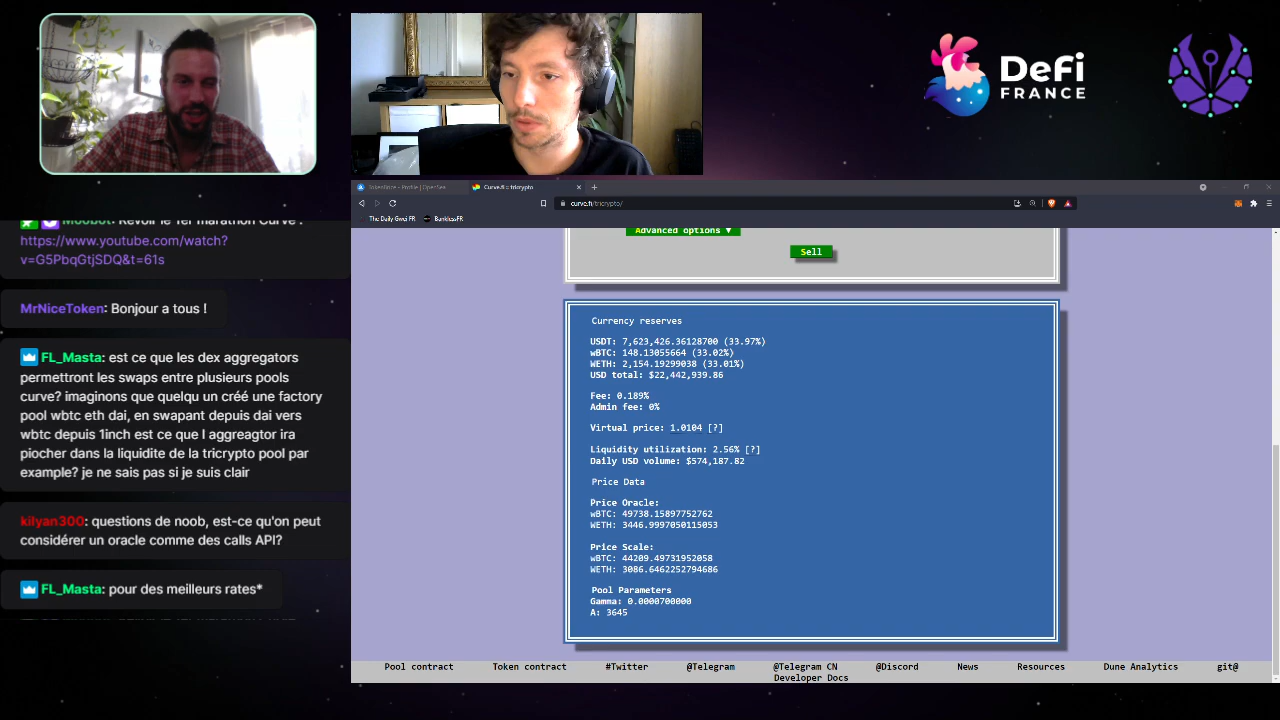 DeFi
FRANCE
TokenBrice - Profile | OpenSea
Curve.fi :: tricrypto
curve.fi/tricrypto/
The Daily Gwei FR
BanklessFR
Moobot: Revoir le 1er marathon Curve :
https://www.youtube.com/watch?
v=G5PbqGtjSDQ&t=61s
MrNiceToken: Bonjour a tous !
FL_Masta: est ce que les dex aggregators
permettront les swaps entre plusieurs pools
curve? imaginons que quelqu un créé une factory
pool wbtc eth dai, en swapant depuis dai vers
wbtc depuis 1inch est ce que l aggreagtor ira
piocher dans la liquidite de la tricrypto pool par
example? je ne sais pas si je suis clair
kilyan300: questions de noob, est-ce qu'on peut
considérer un oracle comme des calls API?
FL_Masta: pour des meilleurs rates*
Advanced options ▼
Sell
Currency reserves
USDT: 7,623,426.36128700 (33.97%)
wBTC: 148.13055664 (33.02%)
WETH: 2,154.19299038 (33.01%)
USD total: $22,442,939.86
Fee: 0.189%
Admin fee: 0%
Virtual price: 1.0104 [?]
Liquidity utilization: 2.56% [?]
Daily USD volume: $574,187.82
Price Data
Price Oracle:
wBTC: 49738.15897752762
WETH: 3446.9997050115053
Price Scale:
wBTC: 44209.49731952058
WETH: 3086.6462252794686
Pool Parameters
Gamma: 0.0000700000
A: 3645
Pool contract
Token contract
#Twitter
@Telegram
@Telegram CN
@Discord
News
Resources
Dune Analytics
git@
Developer Docs